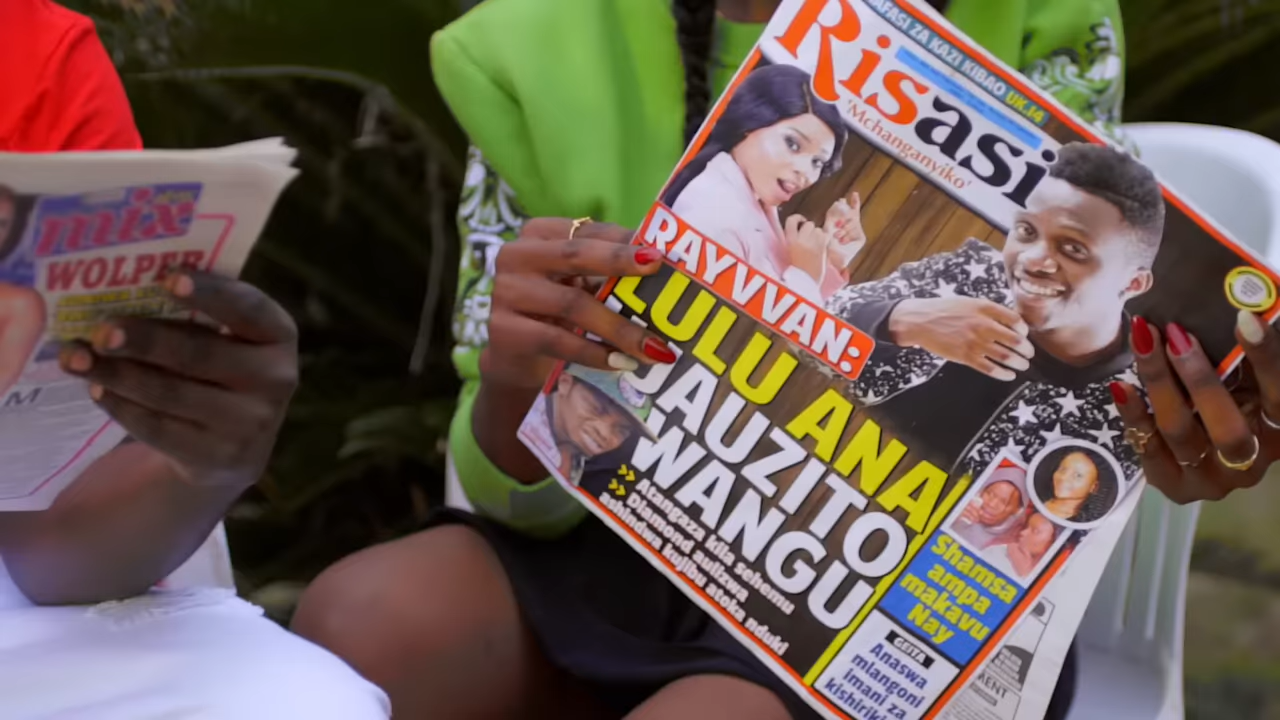 mix
WOLPER
NAFASI ZA KAZI KIBAO UK.14
Risasi
'Mchanganyiko'
RAYVVAN:
LULU ANA
UJAUZITO
WANGU
Atangaza kila sehemu
Diamond aulizwa
ashindwa kujibu atoka nduki
Shamsa
ampa
makavu
Nay
GEITA
Anaswa
mlangoni
imani za